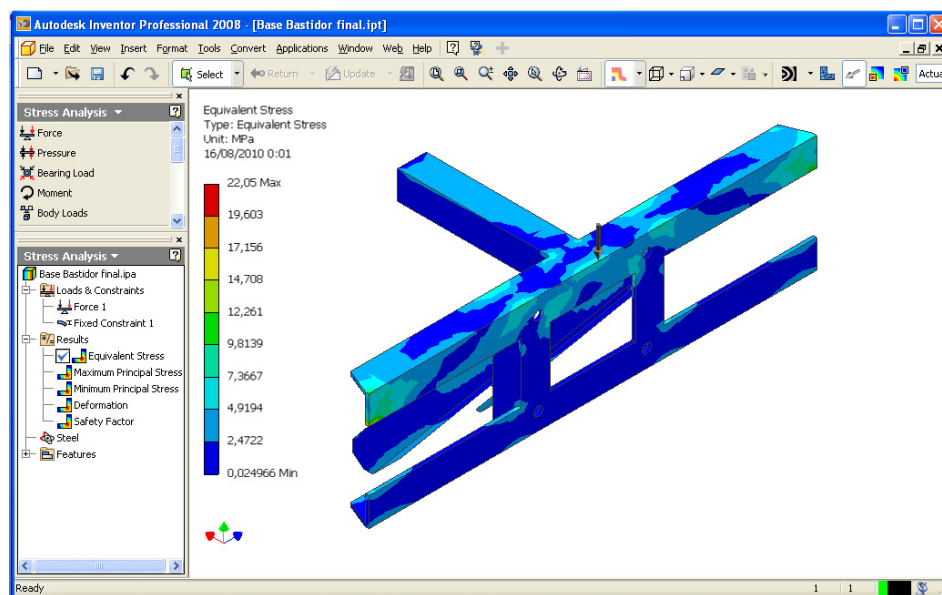 Autodesk Inventor Professional 2008 - [Base Bastidor final.ipt]
File Edit View Insert Format Tools Convert Applications Window Web Help
Select Return Update Actua
Stress Analysis
Force
Pressure
Bearing Load
Moment
Body Loads
Stress Analysis
Base Bastidor final.ipa
Loads & Constraints
Force 1
Fixed Constraint 1
Results
Equivalent Stress
Maximum Principal Stress
Minimum Principal Stress
Deformation
Safety Factor
Steel
Features
Equivalent Stress
Type: Equivalent Stress
Unit: MPa
16/08/2010 0:01
22,05 Max
19,603
17,156
14,708
12,261
9,8139
7,3667
4,9194
2,4722
0,024966 Min
Ready 1 1